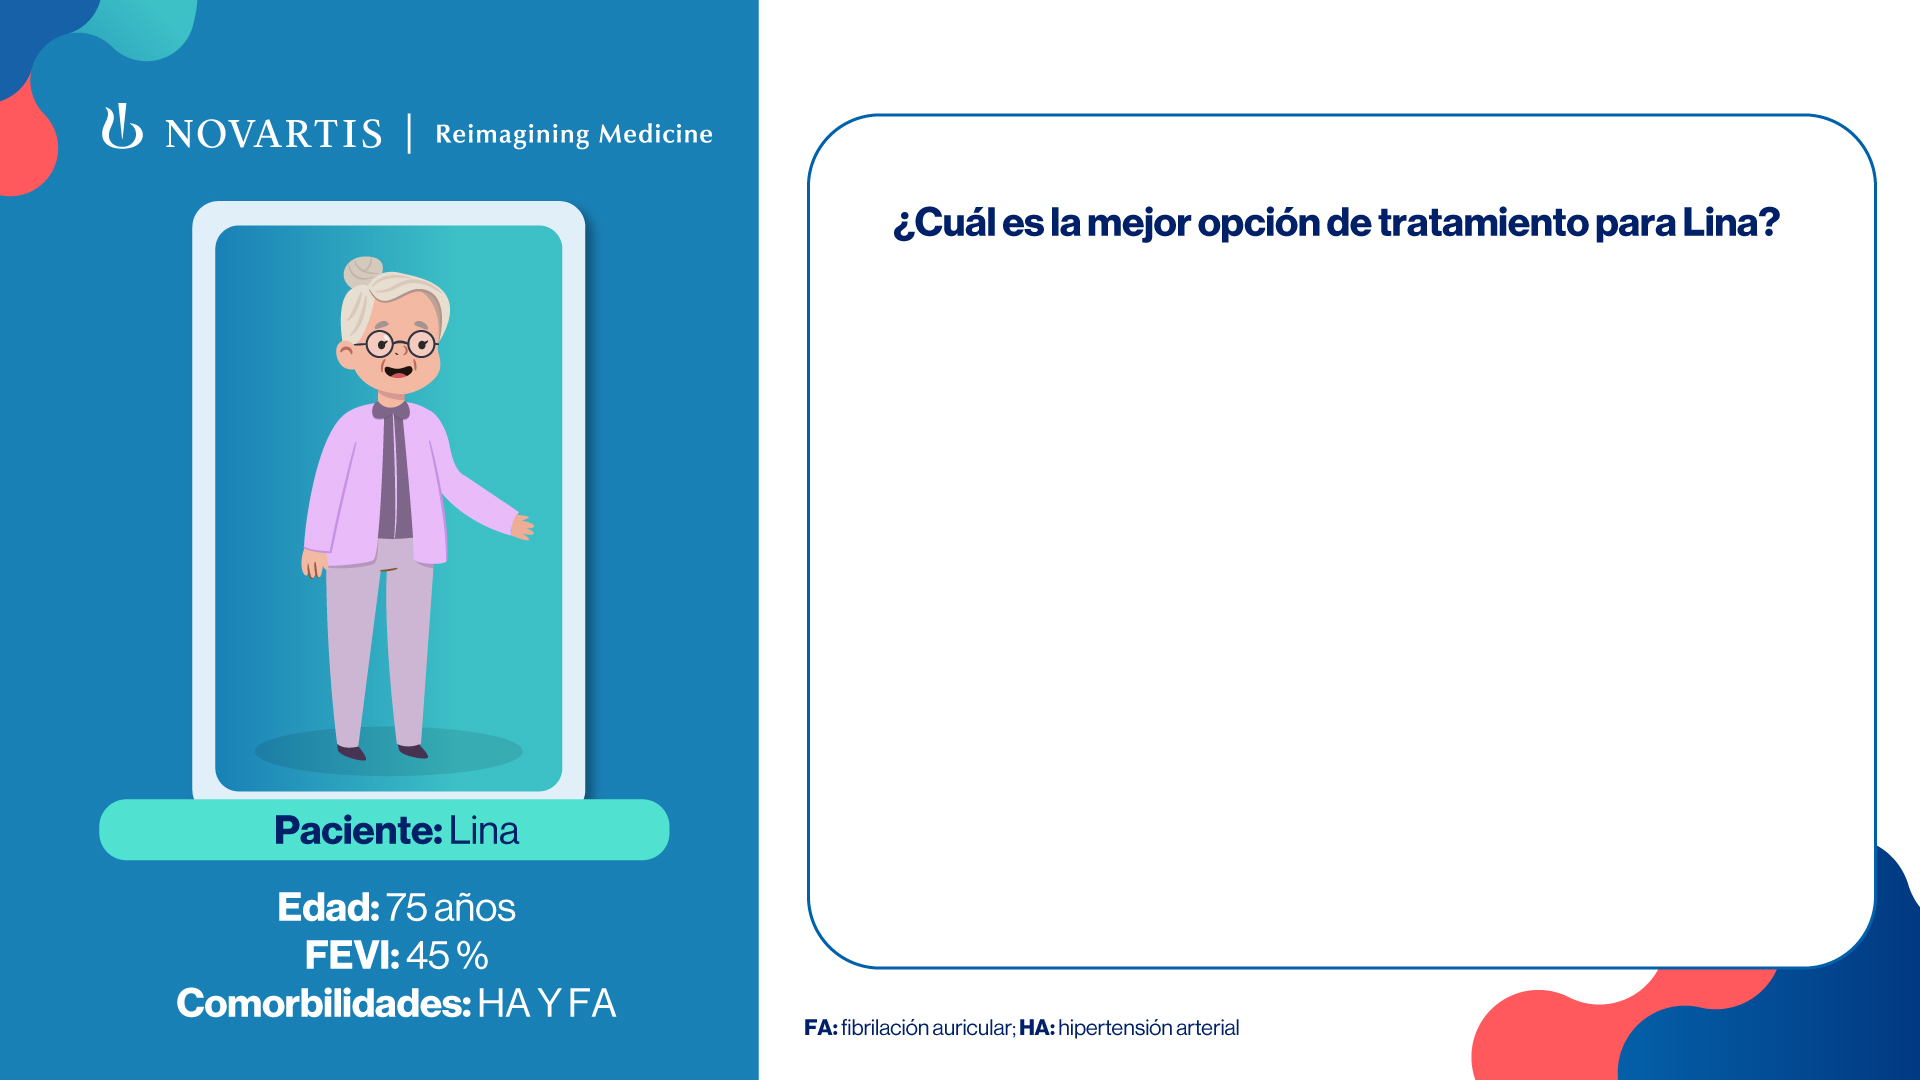 NOVARTIS | Reimagining Medicine
Paciente: Lina
Edad: 75 años
FEVI: 45 %
Comorbilidades: HA Y FA
¿Cuál es la mejor opción de tratamiento para Lina?
FA: fibrilación auricular; HA: hipertensión arterial